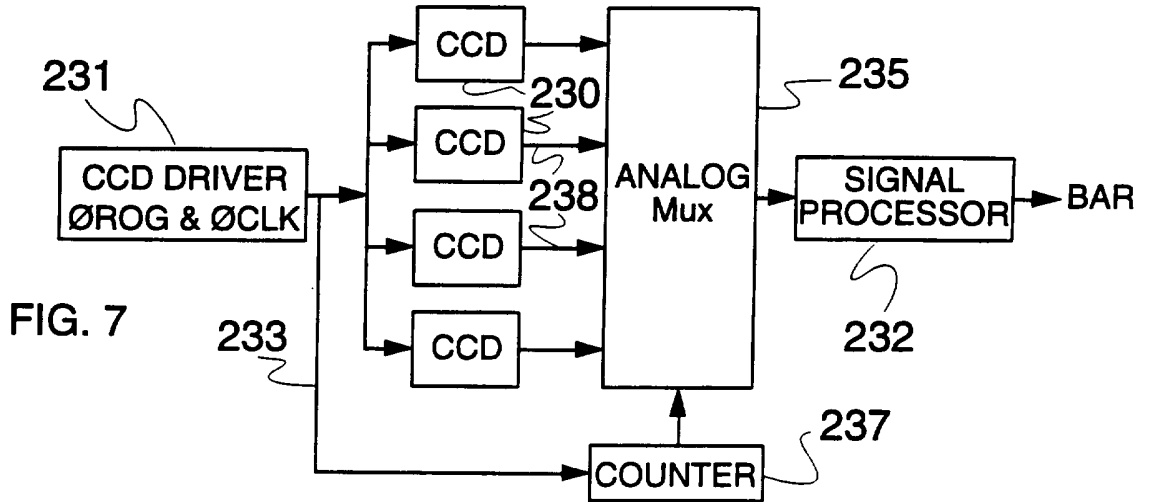 231
CCD DRIVER
ØROG & ØCLK
CCD
230
CCD
238
CCD
CCD
ANALOG
Mux
235
SIGNAL
PROCESSOR
BAR
232
FIG. 7
233
COUNTER
237